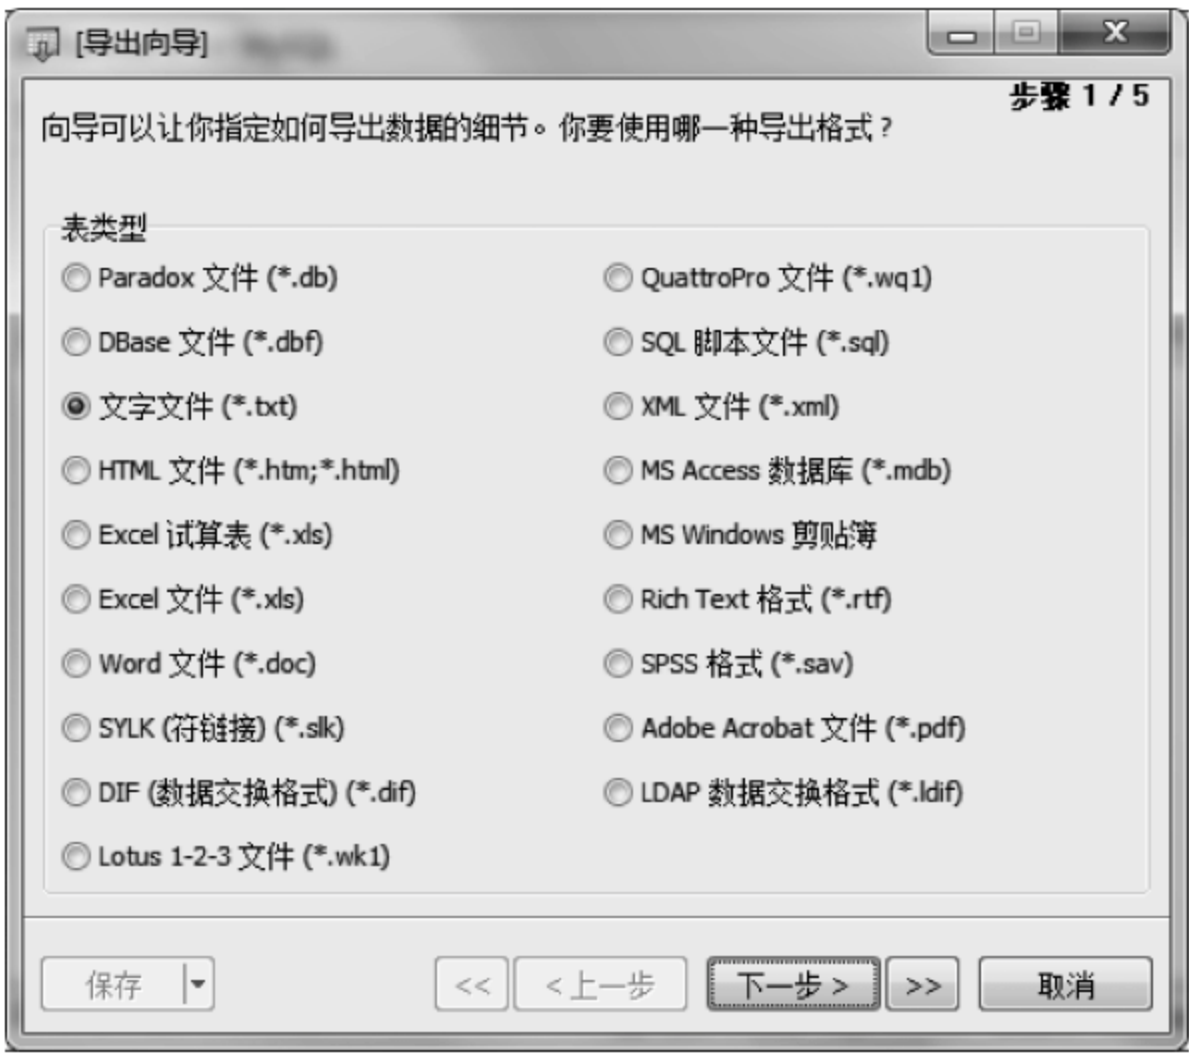 [导出向导]
步骤 1 / 5
向导可以让你指定如何导出数据的细节。你要使用哪一种导出格式？
表类型
Paradox 文件 (*.db)
QuattroPro 文件 (*.wq1)
DBase 文件 (*.dbf)
SQL 脚本文件 (*.sql)
文字文件 (*.txt)
XML 文件 (*.xml)
HTML 文件 (*.htm;*.html)
MS Access 数据库 (*.mdb)
Excel 试算表 (*.xls)
MS Windows 剪贴簿
Excel 文件 (*.xls)
Rich Text 格式 (*.rtf)
Word 文件 (*.doc)
SPSS 格式 (*.sav)
SYLK (符链接) (*.slk)
Adobe Acrobat 文件 (*.pdf)
DIF (数据交换格式) (*.dif)
LDAP 数据交换格式 (*.ldif)
Lotus 1-2-3 文件 (*.wk1)
保存 << < 上一步 下一步 > >> 取消